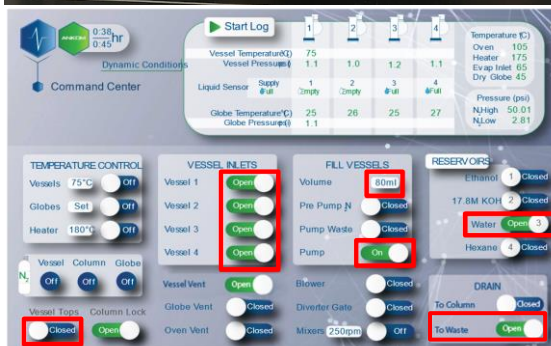 ANKOM
0:38
0:45 hr
Dynamic Conditions
Command Center
Start Log 1 2 3 4
Vessel Temperature(C) 75
Vessel Pressure(psi) 1.1 1.0 1.2 1.1
Liquid Sensor Supply 1 2 3 4
Full Empty Empty Full Full
Globe Temperature°C) 25 26 25 27
Globe Pressure(psi) 1.1
Temperature (°C)
Oven 105
Heater 175
Evap Inlet 65
Dry Globe 45
Pressure (psi)
N₂High 50.01
N₂Low 2.81
TEMPERATURE CONTROL
Vessels 75°C Off
Globes Set Off
Heater 180°C Off
N₂ Vessel Column Globe
Off Off Off
Vessel Tops Column Lock
Closed Open
VESSEL INLETS
Vessel 1 Open
Vessel 2 Open
Vessel 3 Open
Vessel 4 Open
Vessel Vent Open
Globe Vent Closed
Oven Vent Closed
FILL VESSELS
Volume 80ml
Pre Pump N Closed
Pump Waste Closed
Pump On
Blower Closed
Diverter Gate Closed
Mixers 250rpm Off
RESERVOIRS
Ethanol 1 Closed
17.8M KOH 2 Closed
Water Open 3
Hexane 4 Closed
DRAIN
To Column Closed
To Waste Open